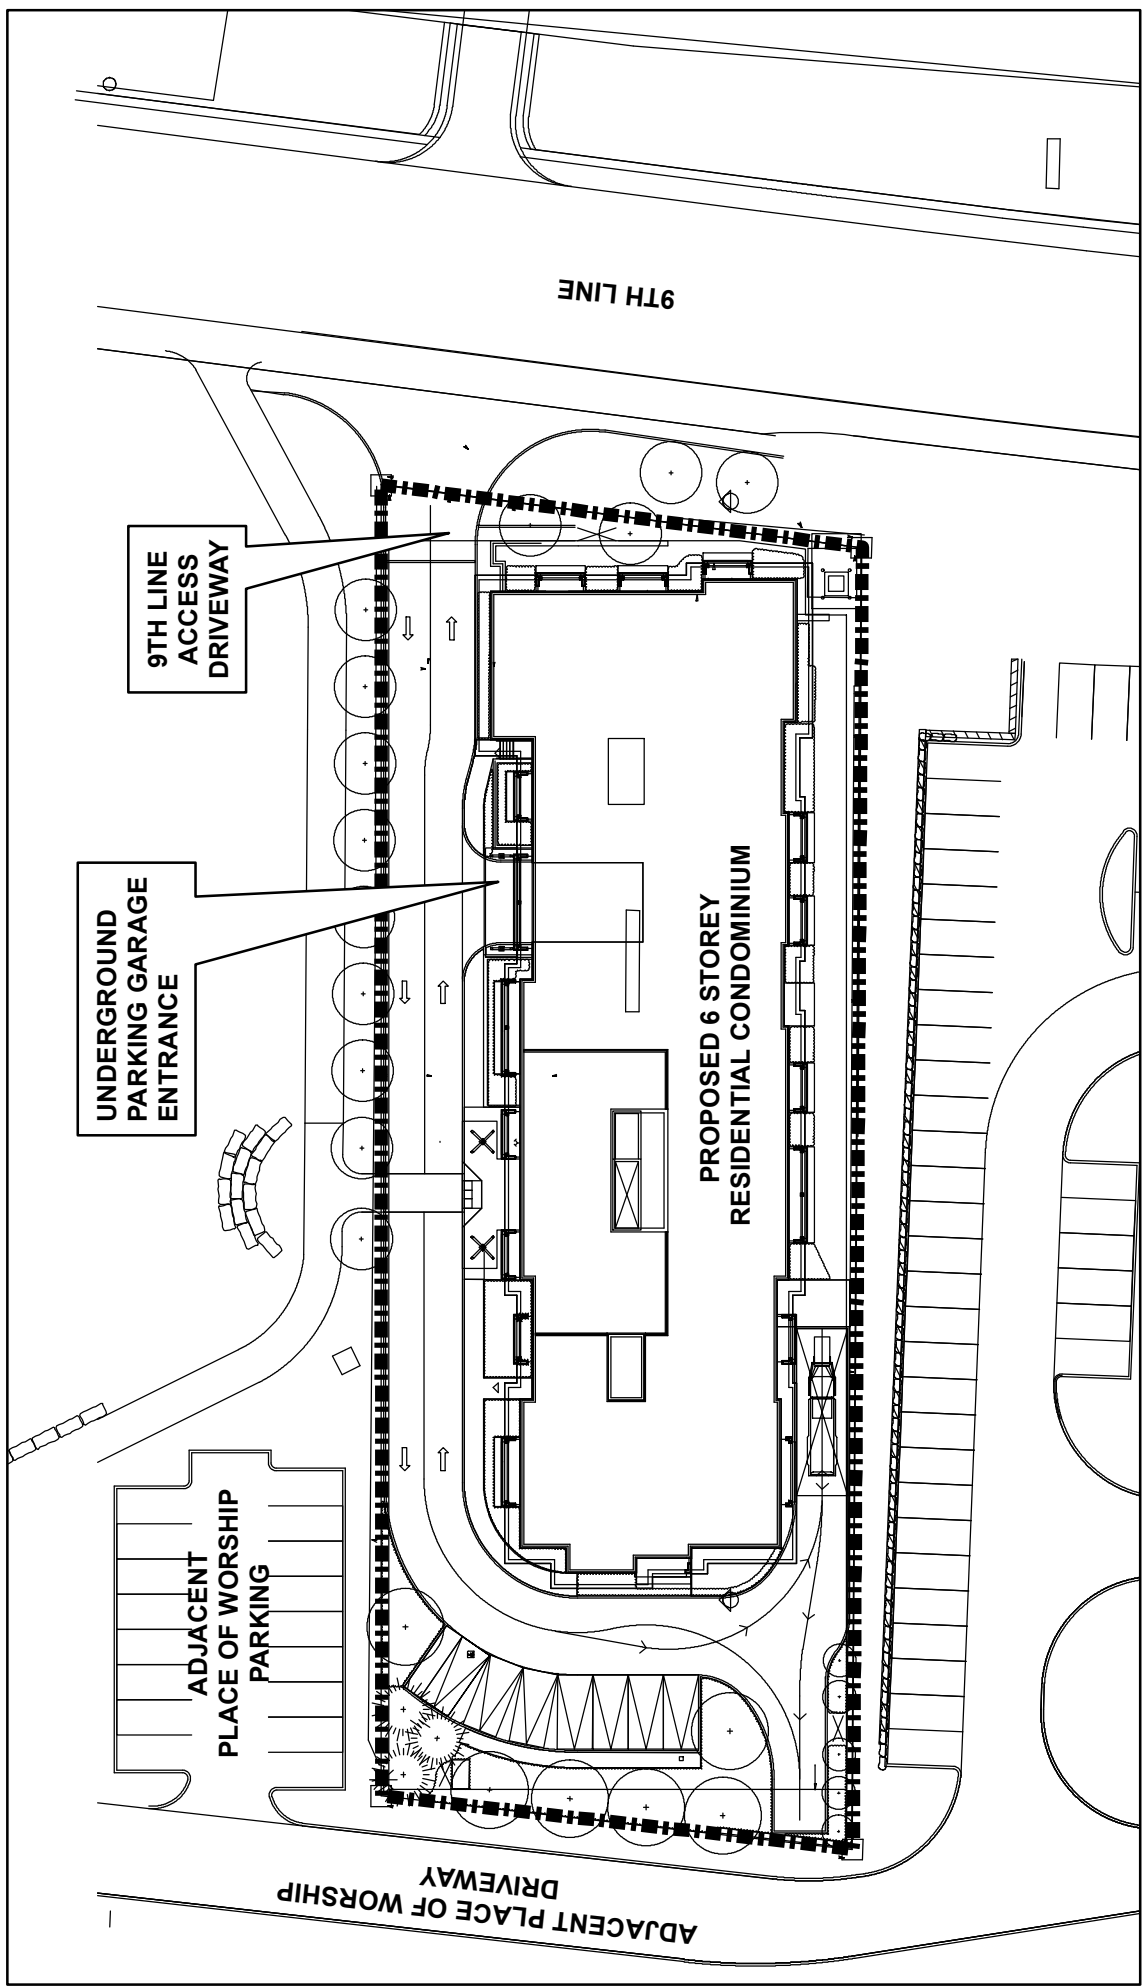 9TH LINE
9TH LINE
ACCESS
DRIVEWAY
UNDERGROUND
PARKING GARAGE
ENTRANCE
PROPOSED 6 STOREY
RESIDENTIAL CONDOMINIUM
ADJACENT
PLACE OF WORSHIP
PARKING
ADJACENT PLACE OF WORSHIP
DRIVEWAY